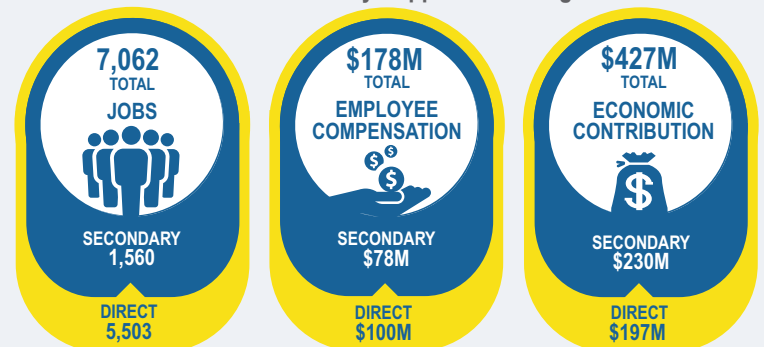 7,062
TOTAL
JOBS
SECONDARY
1,560
DIRECT
5,503
$178M
TOTAL
EMPLOYEE
COMPENSATION
$ $
$
SECONDARY
$78M
DIRECT
$100M
$427M
TOTAL
ECONOMIC
CONTRIBUTION
$
SECONDARY
$230M
DIRECT
$197M